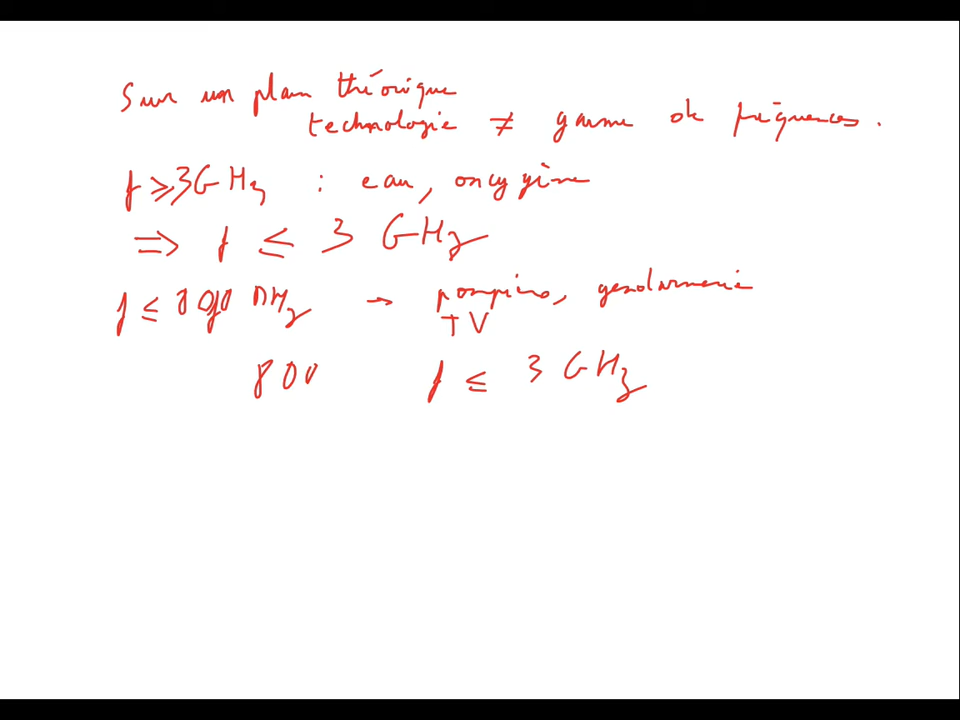 Sur un plan théorique
technologie ≠ gamme de fréquences.
f ⩾ 3 GHz : eau, oxygène
⇒ f ≤ 3 GHz
f ≤ MHz → pompiers, gendarmerie
TV
800 f ≤ 3 GHz